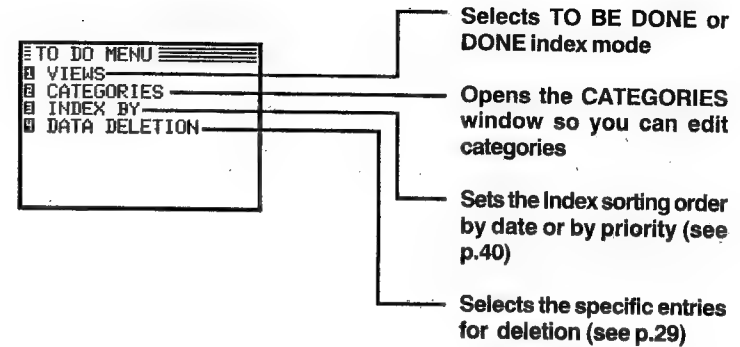 TO DO MENU
1 VIEWS
2 CATEGORIES
3 INDEX BY
4 DATA DELETION
Selects TO BE DONE or
DONE index mode
Opens the CATEGORIES
window so you can edit
categories
Sets the Index sorting order
by date or by priority (see
p.40)
Selects the specific entries
for deletion (see p.29)